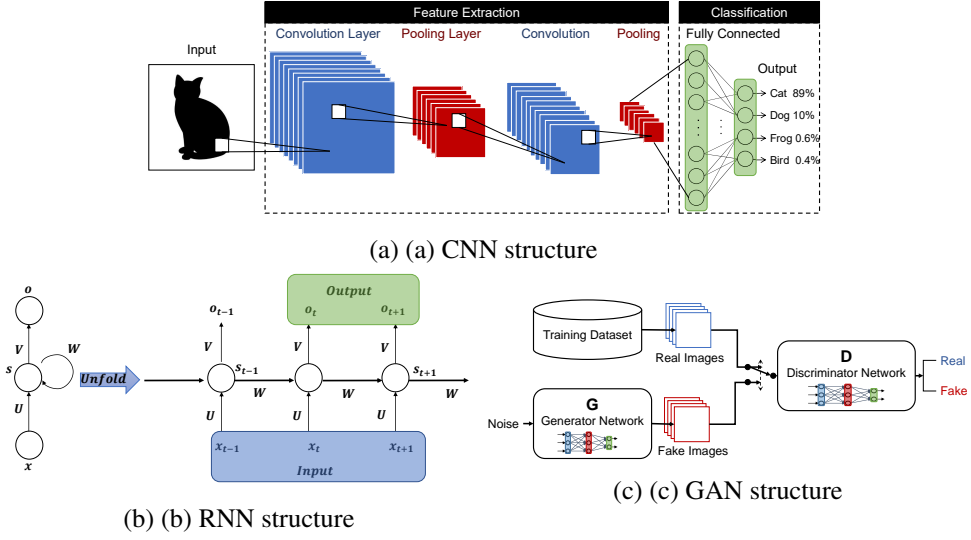 Feature Extraction
Classification
Convolution Layer Pooling Layer Convolution Pooling
Fully Connected
Input
Output
Cat 89%
Dog 10%
Frog 0.6%
Bird 0.4%
(a) (a) CNN structure
o
V
s
W
U
x
Unfold
Output
o_{t-1} o_t o_{t+1}
V V V
s_{t-1} s_{t+1}
W W W
U U U
x_{t-1} x_t x_{t+1}
Input
(b) (b) RNN structure
Training Dataset
Real Images
Noise
G
Generator Network
Fake Images
D
Discriminator Network
Real
Fake
(c) (c) GAN structure